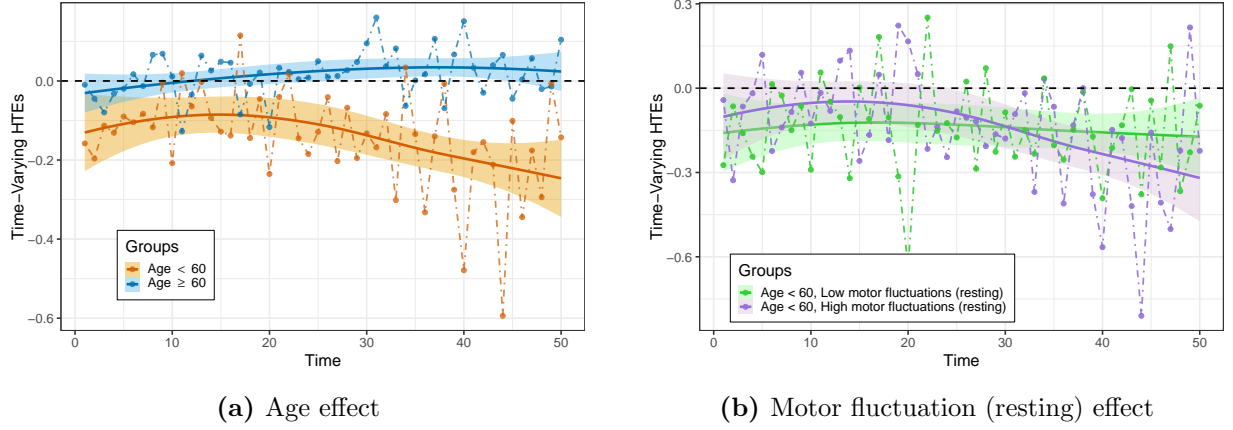 Time−Varying HTEs
0.0
−0.2
−0.4
−0.6
Groups
Age < 60
Age ≥ 60
0
10
20
30
40
50
Time
(a) Age effect
Time−Varying HTEs
0.3
0.0
−0.3
−0.6
Groups
Age < 60, Low motor fluctuations (resting)
Age < 60, High motor fluctuations (resting)
0
10
20
30
40
50
Time
(b) Motor fluctuation (resting) effect